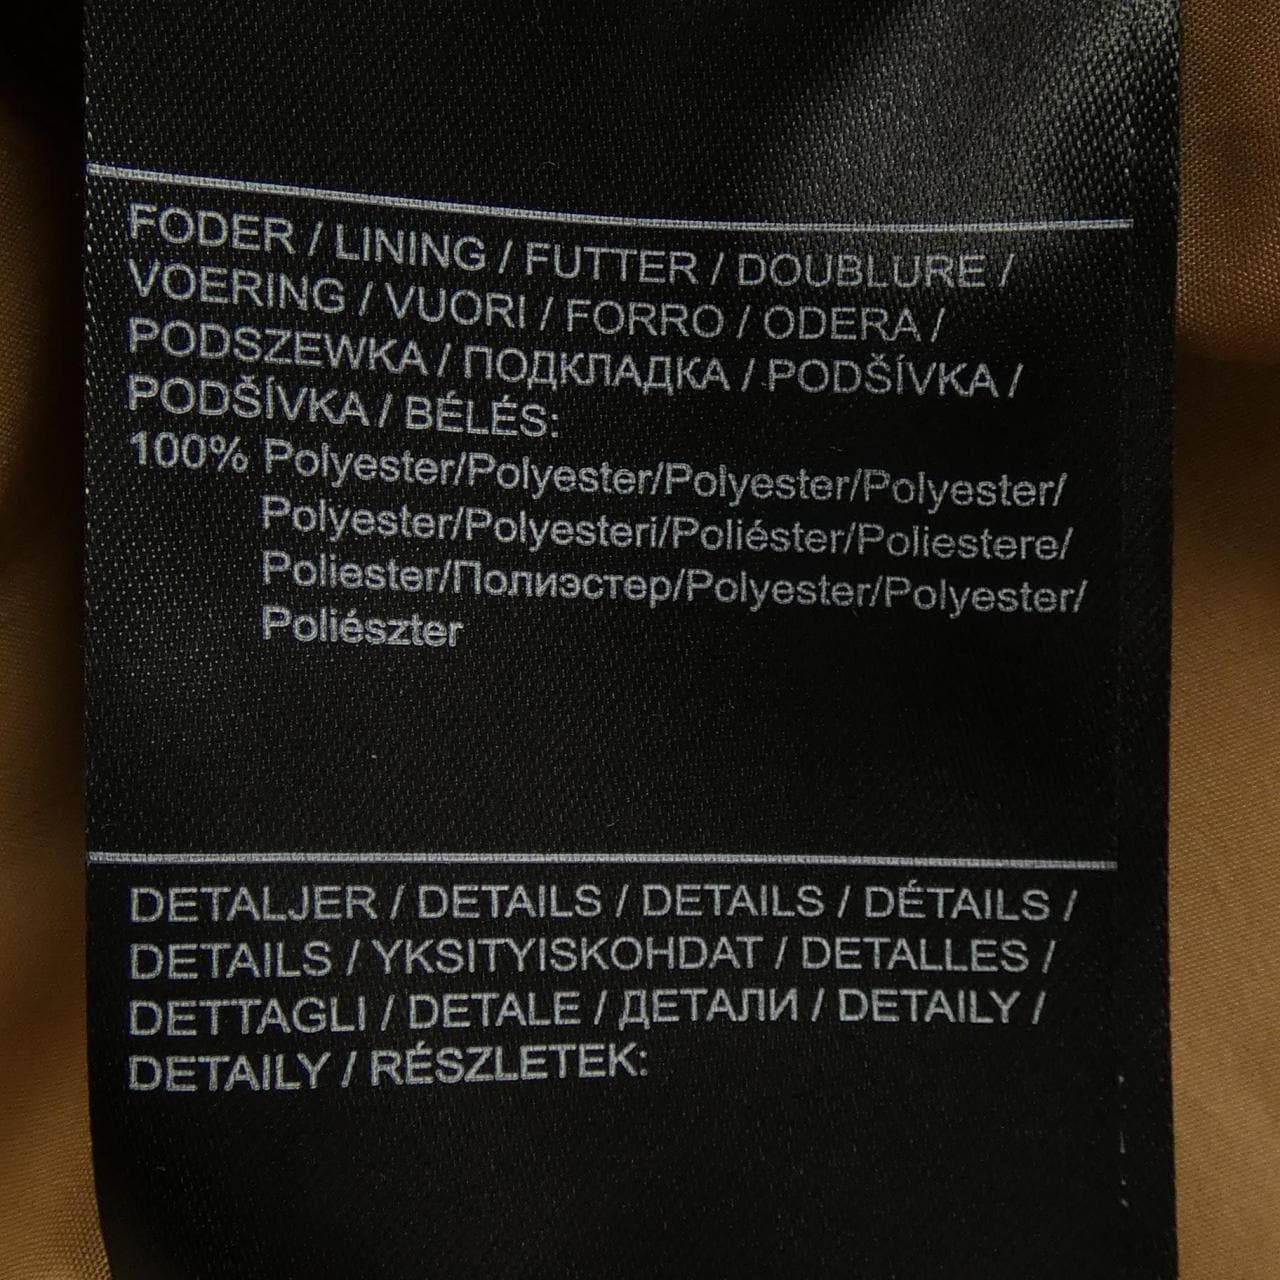 FODER / LINING / FUTTER / DOUBLURE /
VOERING / VUORI / FORRO / ODERA /
PODSZEWKA / ПОДКЛАДКА / PODŠÍVKA /
PODŠÍVKA / BÉLÉS:
100% Polyester/Polyester/Polyester/Polyester/
Polyester/Polyesteri/Poliéster/Poliestere/
Poliester/Полиэстер/Polyester/Polyester/
Poliészter
DETALJER / DETAILS / DETAILS / DÉTAILS /
DETAILS / YKSITYISKOHDAT / DETALLES /
DETTAGLI / DETALE / ДЕТАЛИ / DETAILY /
DETAILY / RÉSZLETEK: